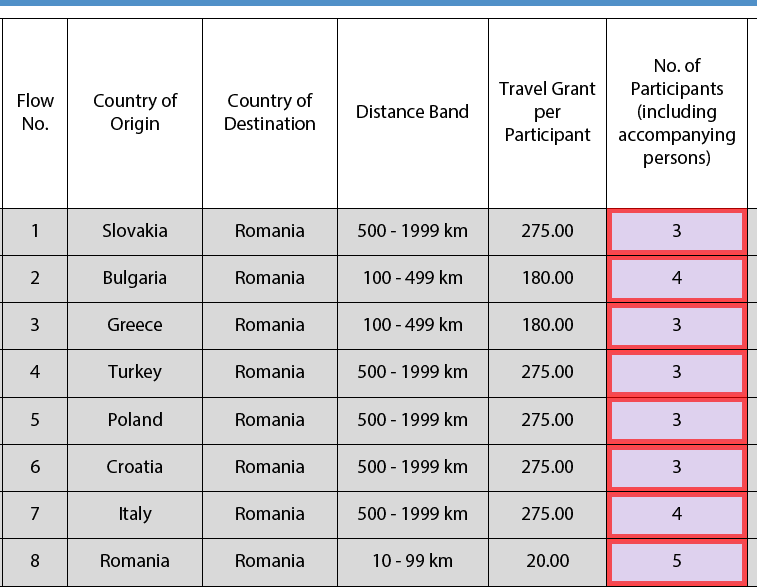 Flow No. Country of Origin Country of Destination Distance Band Travel Grant per Participant No. of Participants (including accompanying persons)
1 Slovakia Romania 500 - 1999 km 275.00 3
2 Bulgaria Romania 100 - 499 km 180.00 4
3 Greece Romania 100 - 499 km 180.00 3
4 Turkey Romania 500 - 1999 km 275.00 3
5 Poland Romania 500 - 1999 km 275.00 3
6 Croatia Romania 500 - 1999 km 275.00 3
7 Italy Romania 500 - 1999 km 275.00 4
8 Romania Romania 10 - 99 km 20.00 5